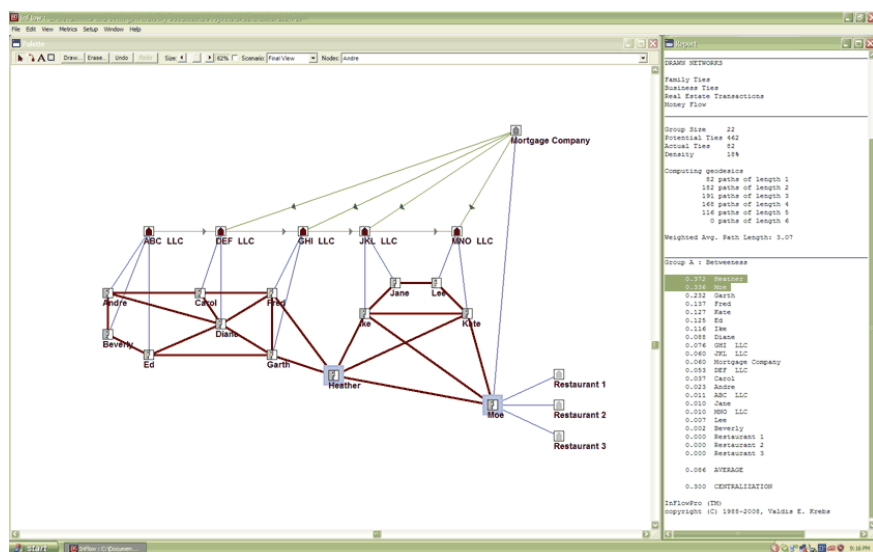 InFlow
File Edit View Metrics Setup Window Help
Palette
Report
Draw... Erase... Undo Redo Size: 62% Scenario: Final View Nodes: Andre
DRAWN NETWORKS
Family Ties
Business Ties
Real Estate Transactions
Money Flow
Group Size 22
Potential Ties 462
Actual Ties 82
Density 18%
Computing geodesics
82 paths of length 1
182 paths of length 2
191 paths of length 3
168 paths of length 4
116 paths of length 5
0 paths of length 6
Weighted Avg. Path Length: 3.07
Group A : Betweeness
0.372 Heather
0.336 Moe
0.232 Garth
0.137 Fred
0.127 Kate
0.125 Ed
0.116 Ike
0.088 Diane
0.076 GHI LLC
0.060 JKL LLC
0.060 Mortgage Company
0.053 DEF LLC
0.037 Carol
0.023 Andre
0.011 ABC LLC
0.010 Jane
0.010 MNO LLC
0.007 Lee
0.002 Beverly
0.000 Restaurant 1
0.000 Restaurant 2
0.000 Restaurant 3
0.086 AVERAGE
0.300 CENTRALIZATION
InFlowPro (TM)
copyright (C) 1988-2008, Valdis E. Krebs
Mortgage Company
ABC LLC
DEF LLC
GHI LLC
JKL LLC
MNO LLC
Andre
Carol
Fred
Jane
Lee
Beverly
Diane
Ike
Kate
Ed
Garth
Heather
Moe
Restaurant 1
Restaurant 2
Restaurant 3
start
InFlow : C:\Documen...
9:16 PM